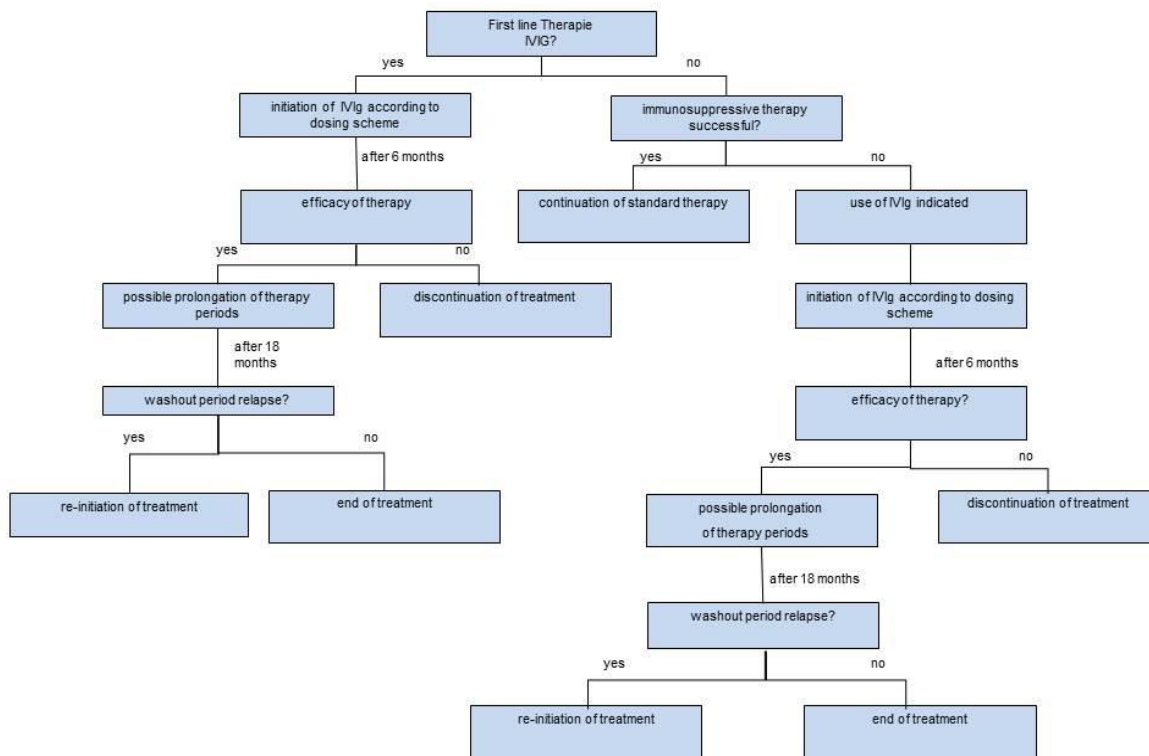 First line Therapie
IVIG?
yes
no
initiation of IVIg according to
dosing scheme
immunosuppressive therapy
successful?
after 6 months
yes
no
efficacy of therapy
continuation of standard therapy
use of IVIg indicated
yes
no
possible prolongation of therapy
periods
discontinuation of treatment
initiation of IVIg according to dosing
scheme
after 18
months
after 6 months
washout period relapse?
efficacy of therapy?
yes
no
yes
no
re-initiation of treatment
end of treatment
possible prolongation
of therapy periods
discontinuation of treatment
after 18 months
washout period relapse?
yes
no
re-initiation of treatment
end of treatment